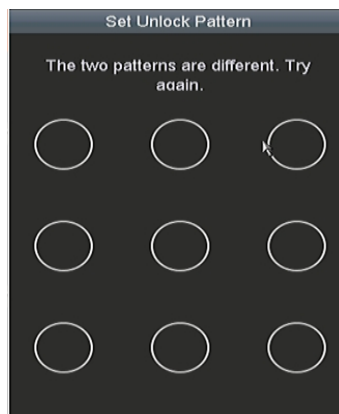 Set Unlock Pattern
The two patterns are different. Try
again.